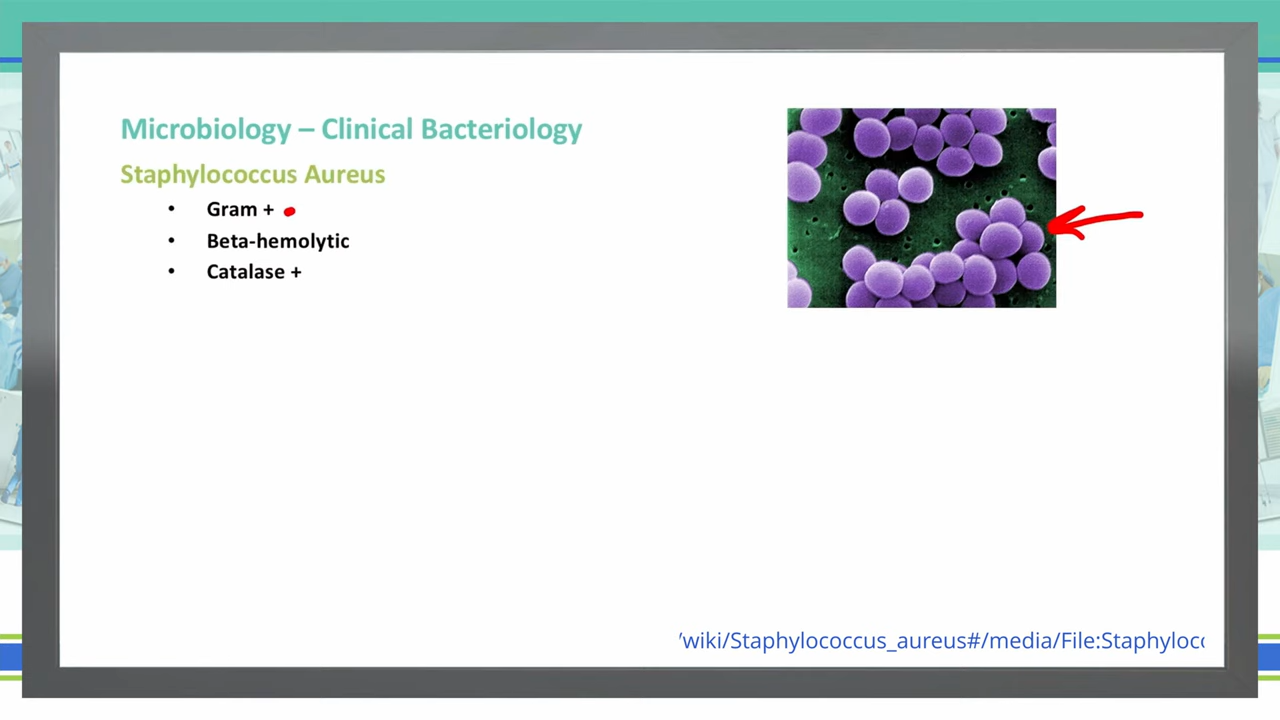 Microbiology – Clinical Bacteriology
Staphylococcus Aureus
• Gram +
• Beta-hemolytic
• Catalase +
/wiki/Staphylococcus_aureus#/media/File:Staphyloc